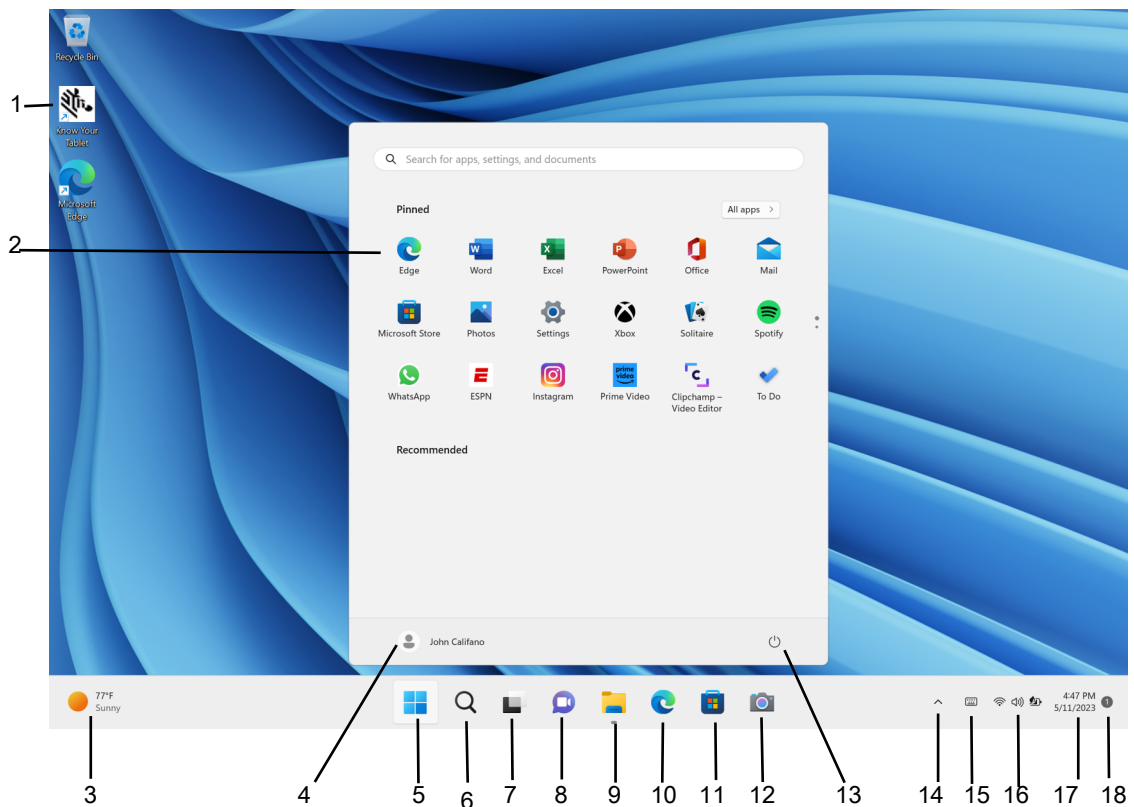 Recycle Bin
1
Know Your
Tablet
Microsoft
Edge
Search for apps, settings, and documents
Pinned
All apps >
2
Edge
Word
Excel
PowerPoint
Office
Mail
Microsoft Store
Photos
Settings
Xbox
Solitaire
Spotify
WhatsApp
ESPN
Instagram
prime
video
Prime Video
Clipchamp –
Video Editor
To Do
Recommended
John Califano
77°F
Sunny
4:47 PM
5/11/2023
1
3
4
5
6
7
8
9
10
11
12
13
14
15
16
17
18